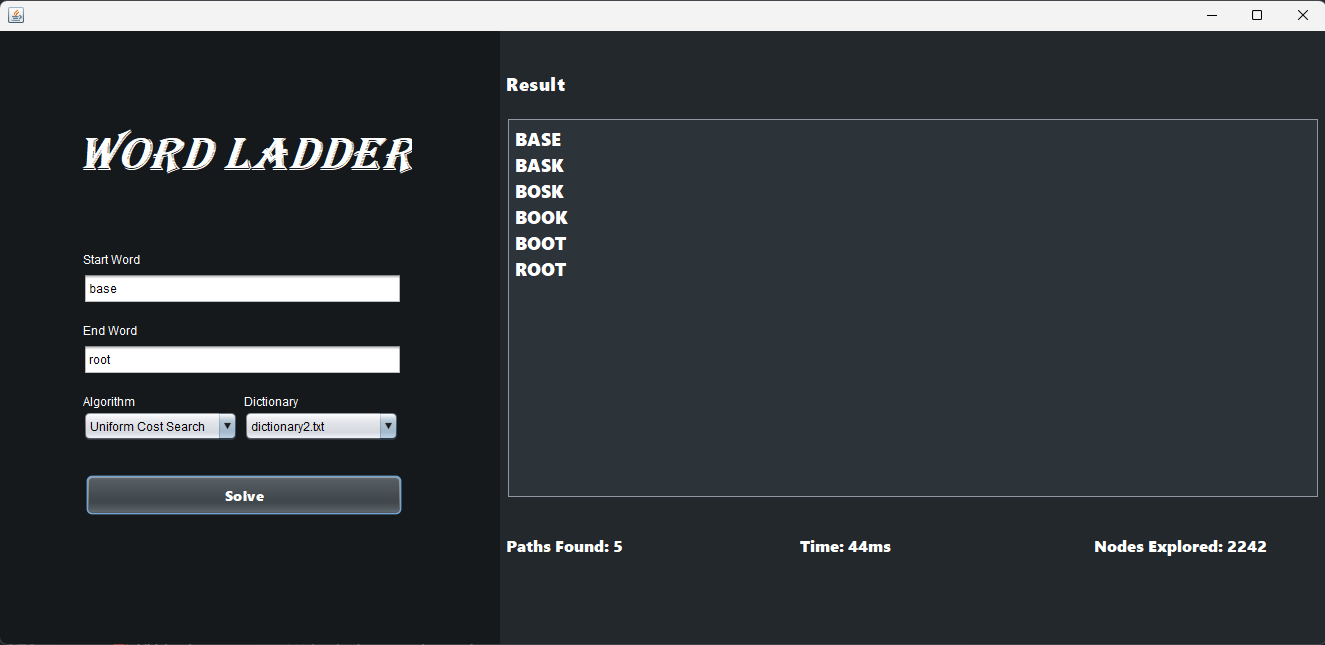 WORD LADDER
Start Word
base
End Word
root
Algorithm Dictionary
Uniform Cost Search dictionary2.txt
Solve
Result
BASE
BASK
BOSK
BOOK
BOOT
ROOT
Paths Found: 5 Time: 44ms Nodes Explored: 2242